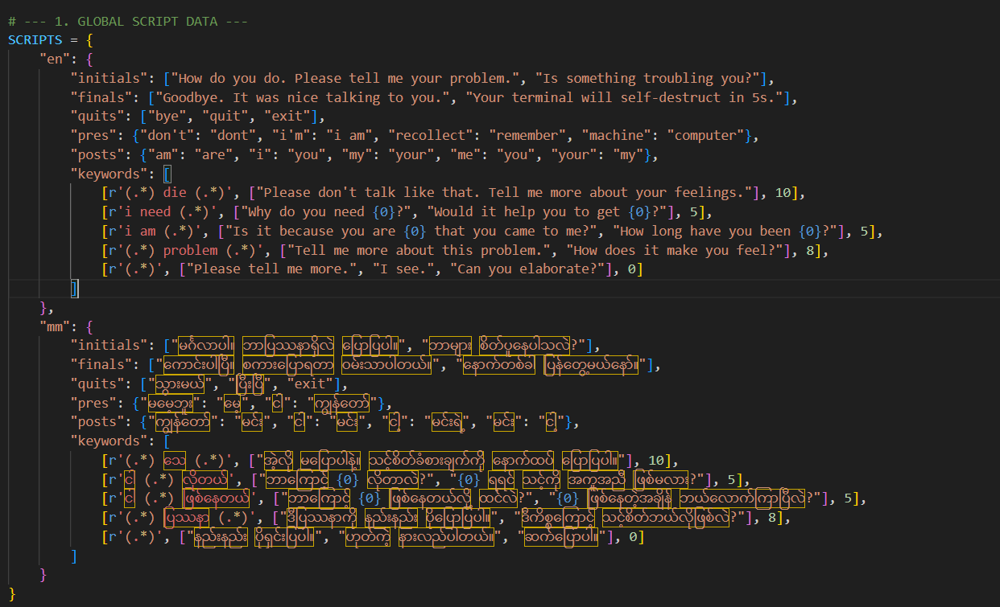 # --- 1. GLOBAL SCRIPT DATA ---
SCRIPTS = {
    "en": {
        "initials": ["How do you do. Please tell me your problem.", "Is something troubling you?"],
        "finals": ["Goodbye. It was nice talking to you.", "Your terminal will self-destruct in 5s."],
        "quits": ["bye", "quit", "exit"],
        "pres": {"don't": "dont", "i'm": "i am", "recollect": "remember", "machine": "computer"},
        "posts": {"am": "are", "i": "you", "my": "your", "me": "you", "your": "my"},
        "keywords": [
            [r'(.*) die (.*)', ["Please don't talk like that. Tell me more about your feelings."], 10],
            [r'i need (.*)', ["Why do you need {0}?", "Would it help you to get {0}?"], 5],
            [r'i am (.*)', ["Is it because you are {0} that you came to me?", "How long have you been {0}?"], 5],
            [r'(.*) problem (.*)', ["Tell me more about this problem.", "How does it make you feel?"], 8],
            [r'(.*)', ["Please tell me more.", "I see.", "Can you elaborate?"], 0]
        ]
    },
    "mm": {
        "initials": ["မင်္ဂလာပါ။ ဘာပြဿနာရှိလဲ ပြောပြပါ။", "ဘာများ စိတ်ပူနေပါသလဲ?"],
        "finals": ["ကောင်းပါပြီ။ စကားပြောရတာ ဝမ်းသာပါတယ်။", "နောက်တစ်ခါ ပြန်တွေ့မယ်နော်။"],
        "quits": ["သွားမယ်", "ပြီးပြီ", "exit"],
        "pres": {"မမေ့ဘူး": "မေ့", "ငါ": "ကျွန်တော်"},
        "posts": {"ကျွန်တော်": "မင်း", "ငါ": "မင်း", "ငါ့": "မင်းရဲ့", "မင်း": "ငါ့"},
        "keywords": [
            [r'(.*) သေ (.*)', ["အဲ့လို မပြောပါနဲ့။ သင့်စိတ်ခံစားချက်ကို နောက်ထပ် ပြောပြပါ။"], 10],
            [r'ငါ (.*) လိုတယ်', ["ဘာကြောင့် {0} လိုတာလဲ?", "{0} ရရင် သင့်ကို အကူအညီ ဖြစ်မလား?"], 5],
            [r'ငါ (.*) ဖြစ်နေတယ်', ["ဘာကြောင့် {0} ဖြစ်နေတယ်လို့ ထင်လဲ?", "{0} ဖြစ်နေတဲ့အချိန် ဘယ်လောက်ကြာပြီလဲ?"], 5],
            [r'(.*) ပြဿနာ (.*)', ["ဒီပြဿနာကို နည်းနည်း ပိုပြောပြပါ။", "ဒီကိစ္စကြောင့် သင့်စိတ်ဘယ်လိုဖြစ်လဲ?"], 8],
            [r'(.*)', ["နည်းနည်း ပိုရှင်းပြပါ။", "ဟုတ်ကဲ့ နားလည်ပါတယ်။", "ဆက်ပြောပါ။"], 0]
        ]
    }
}